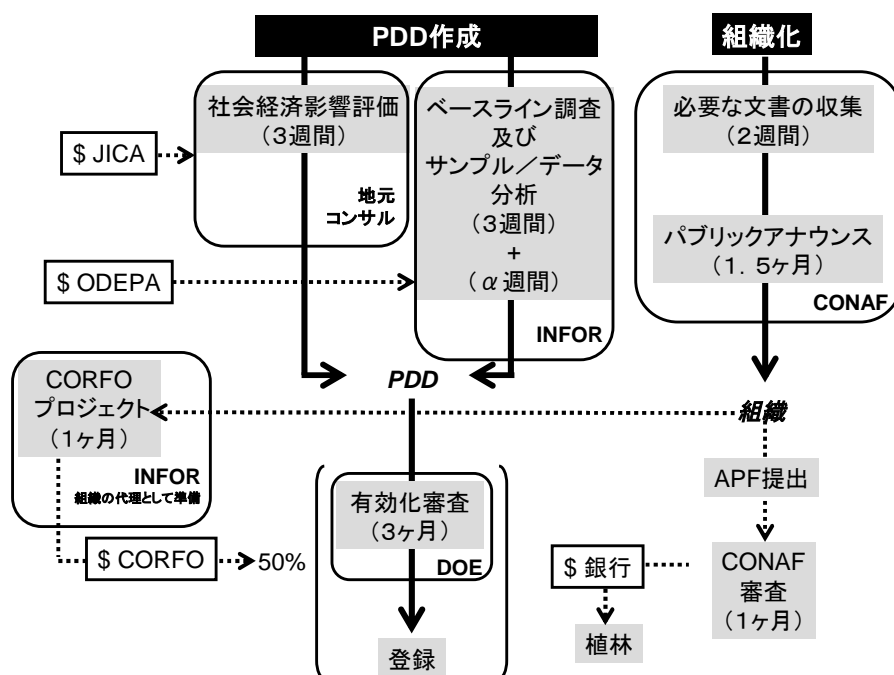 PDD作成
組織化
社会経済影響評価
(3週間)
地元
コンサル
$ JICA
ベースライン調査
及び
サンプル/データ
分析
(3週間)
+
(α週間)
INFOR
$ ODEPA
必要な文書の収集
(2週間)
パブリックアナウンス
(1.5ヶ月)
CONAF
PDD
組織
CORFO
プロジェクト
(1ヶ月)
INFOR
組織の代理として準備
$ CORFO
50%
有効化審査
(3ヶ月)
DOE
登録
APF提出
CONAF
審査
(1ヶ月)
$ 銀行
植林